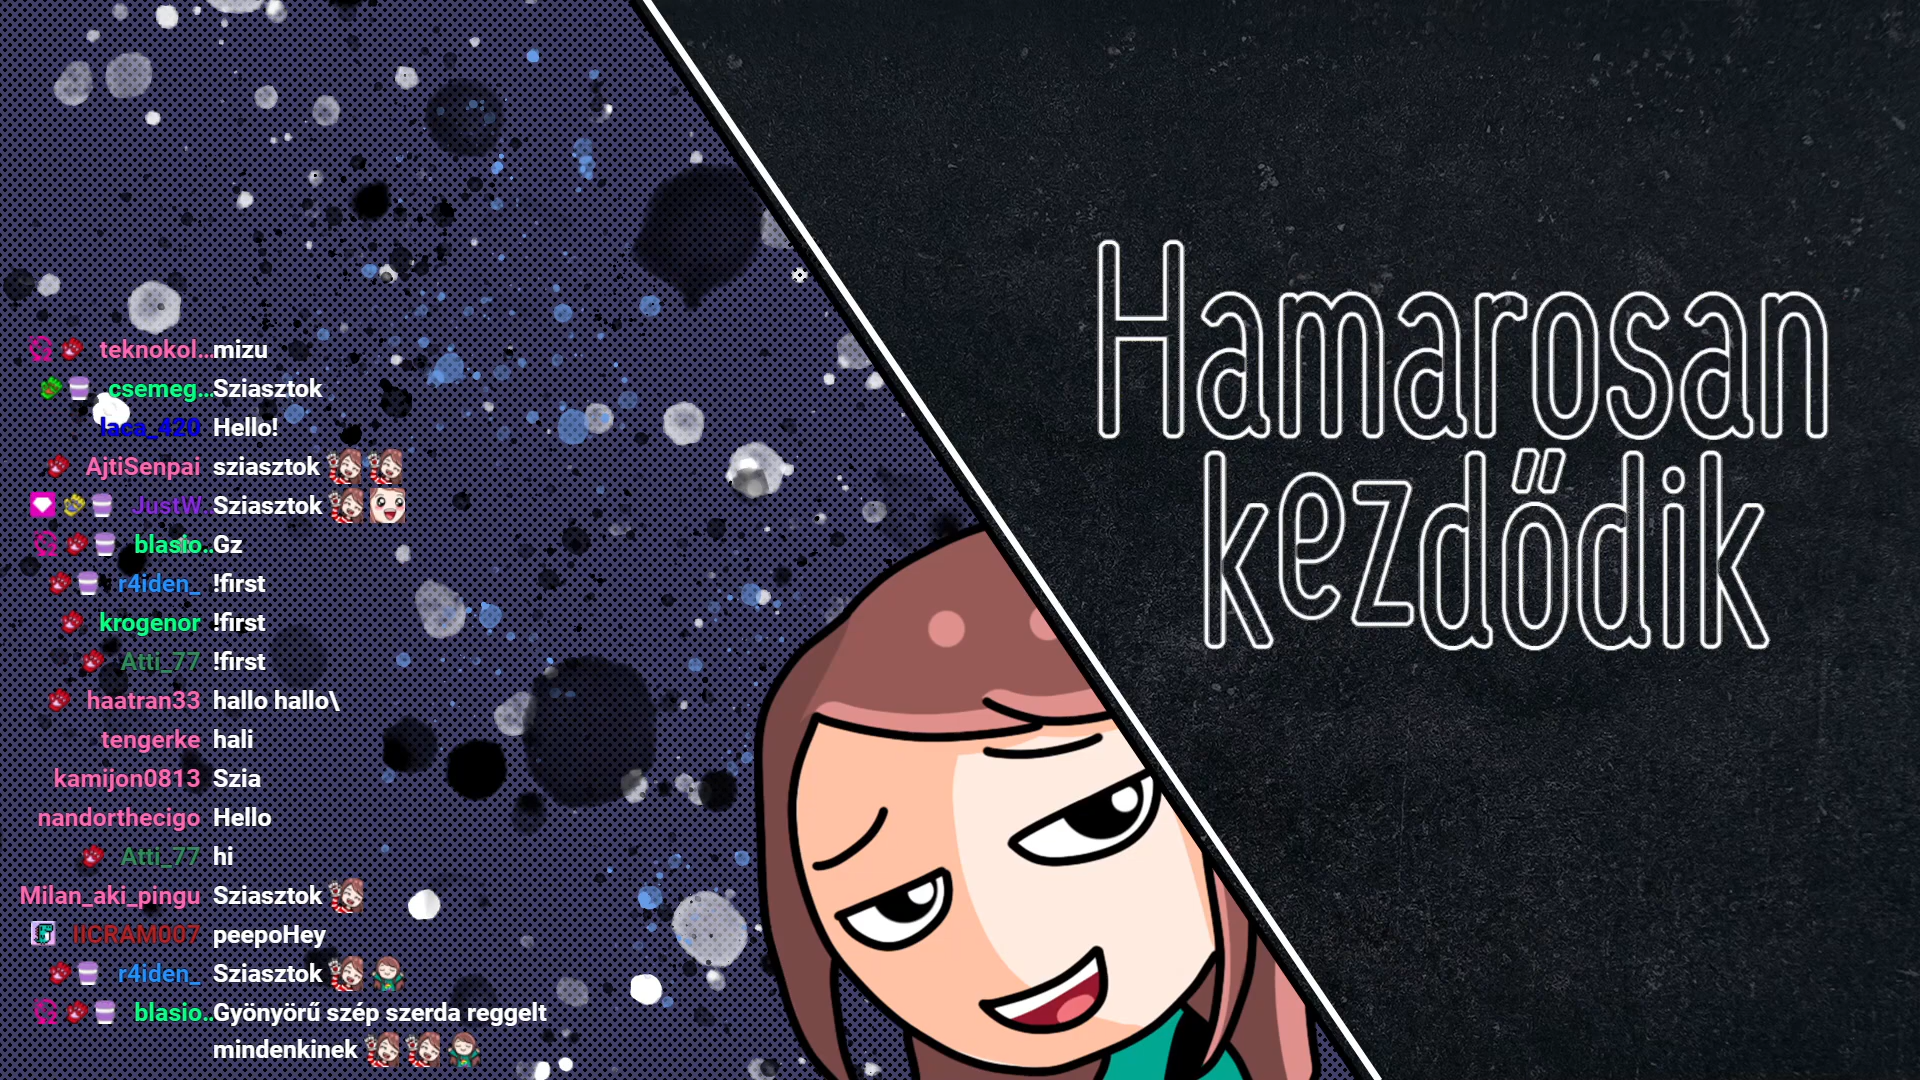 teknokol...mizu
csemeg...Sziasztok
laca_420 Hello!
AjtiSenpai sziasztok
JustW. Sziasztok
blasio..Gz
r4iden_ !first
krogenor !first
Atti_77 !first
haatran33 hallo hallo\
tengerke hali
kamijon0813 Szia
nandorthecigo Hello
Atti_77 hi
Milan_aki_pingu Sziasztok
IICRAM007 peepoHey
r4iden_ Sziasztok
blasio..Gyönyörű szép szerda reggelt
mindenkinek
Hamarosan
kezdődik